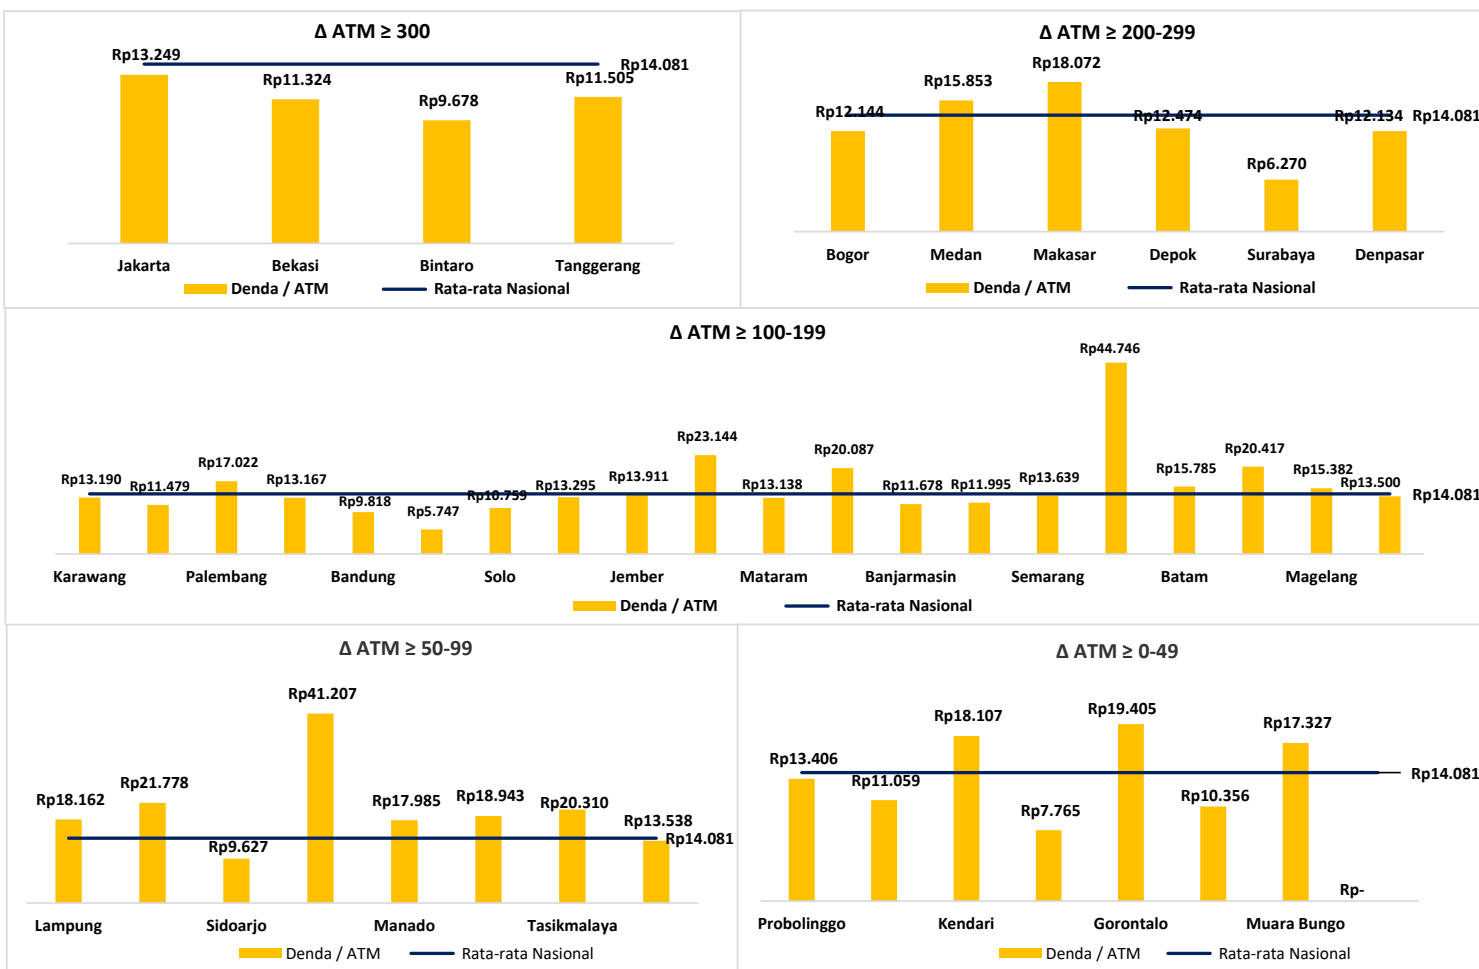 Δ ATM ≥ 300
Rp13.249
Rp11.324
Rp9.678
Rp11.505
Rp14.081
Jakarta Bekasi Bintaro Tanggerang
Denda / ATM Rata-rata Nasional
Δ ATM ≥ 200-299
Rp12.144
Rp15.853
Rp18.072
Rp12.474
Rp6.270
Rp12.134
Rp14.081
Bogor Medan Makasar Depok Surabaya Denpasar
Denda / ATM Rata-rata Nasional
Δ ATM ≥ 100-199
Rp13.190
Rp11.479
Rp17.022
Rp13.167
Rp9.818
Rp5.747
Rp10.759
Rp13.295
Rp13.911
Rp23.144
Rp13.138
Rp20.087
Rp11.678
Rp11.995
Rp13.639
Rp44.746
Rp15.785
Rp20.417
Rp15.382
Rp13.500
Rp14.081
Karawang Palembang Bandung Solo Jember Mataram Banjarmasin Semarang Batam Magelang
Denda / ATM Rata-rata Nasional
Δ ATM ≥ 50-99
Rp18.162
Rp21.778
Rp9.627
Rp41.207
Rp17.985
Rp18.943
Rp20.310
Rp13.538
Rp14.081
Lampung Sidoarjo Manado Tasikmalaya
Denda / ATM Rata-rata Nasional
Δ ATM ≥ 0-49
Rp13.406
Rp11.059
Rp18.107
Rp7.765
Rp19.405
Rp10.356
Rp17.327
Rp-
Rp14.081
Probolinggo Kendari Gorontalo Muara Bungo
Denda / ATM Rata-rata Nasional